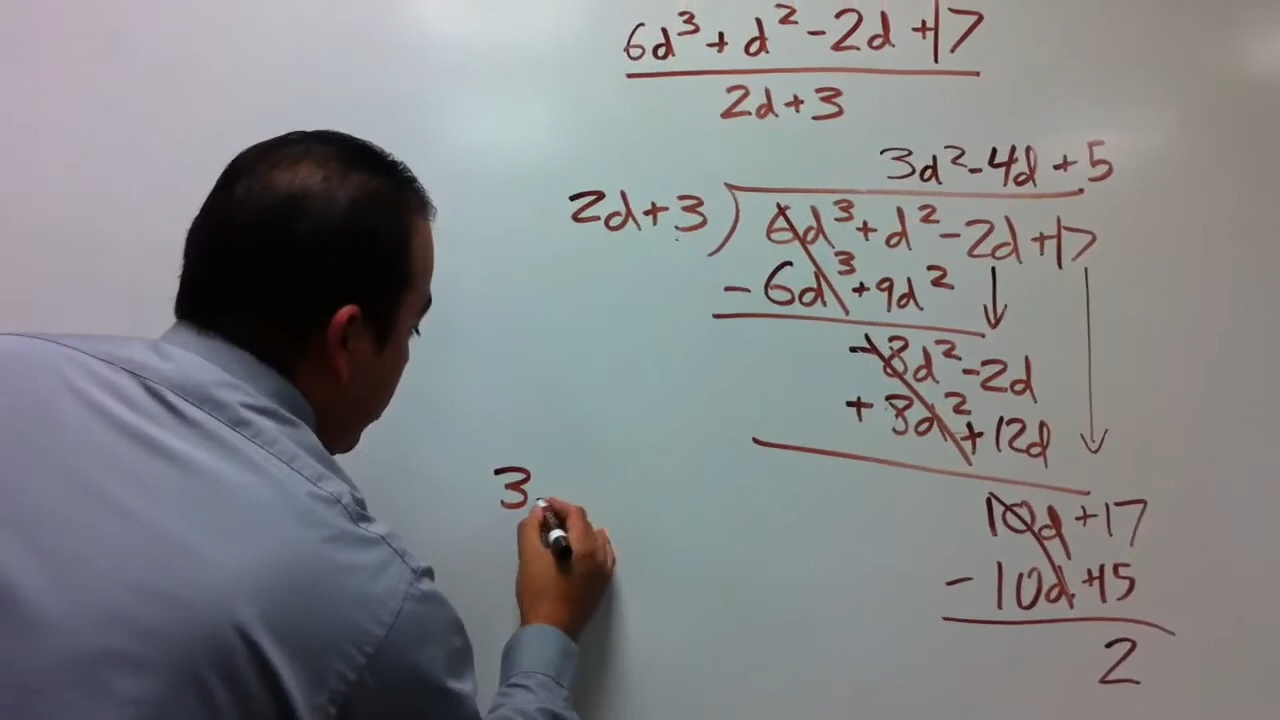 6d³ + d² - 2d + 17
2d + 3
3d² - 4d + 5
2d + 3 ) 6d³ + d² - 2d + 17
- 6d³ + 9d²
- 8d² - 2d
+ 8d² + 12d
10d + 17
- 10d + 15
2
3